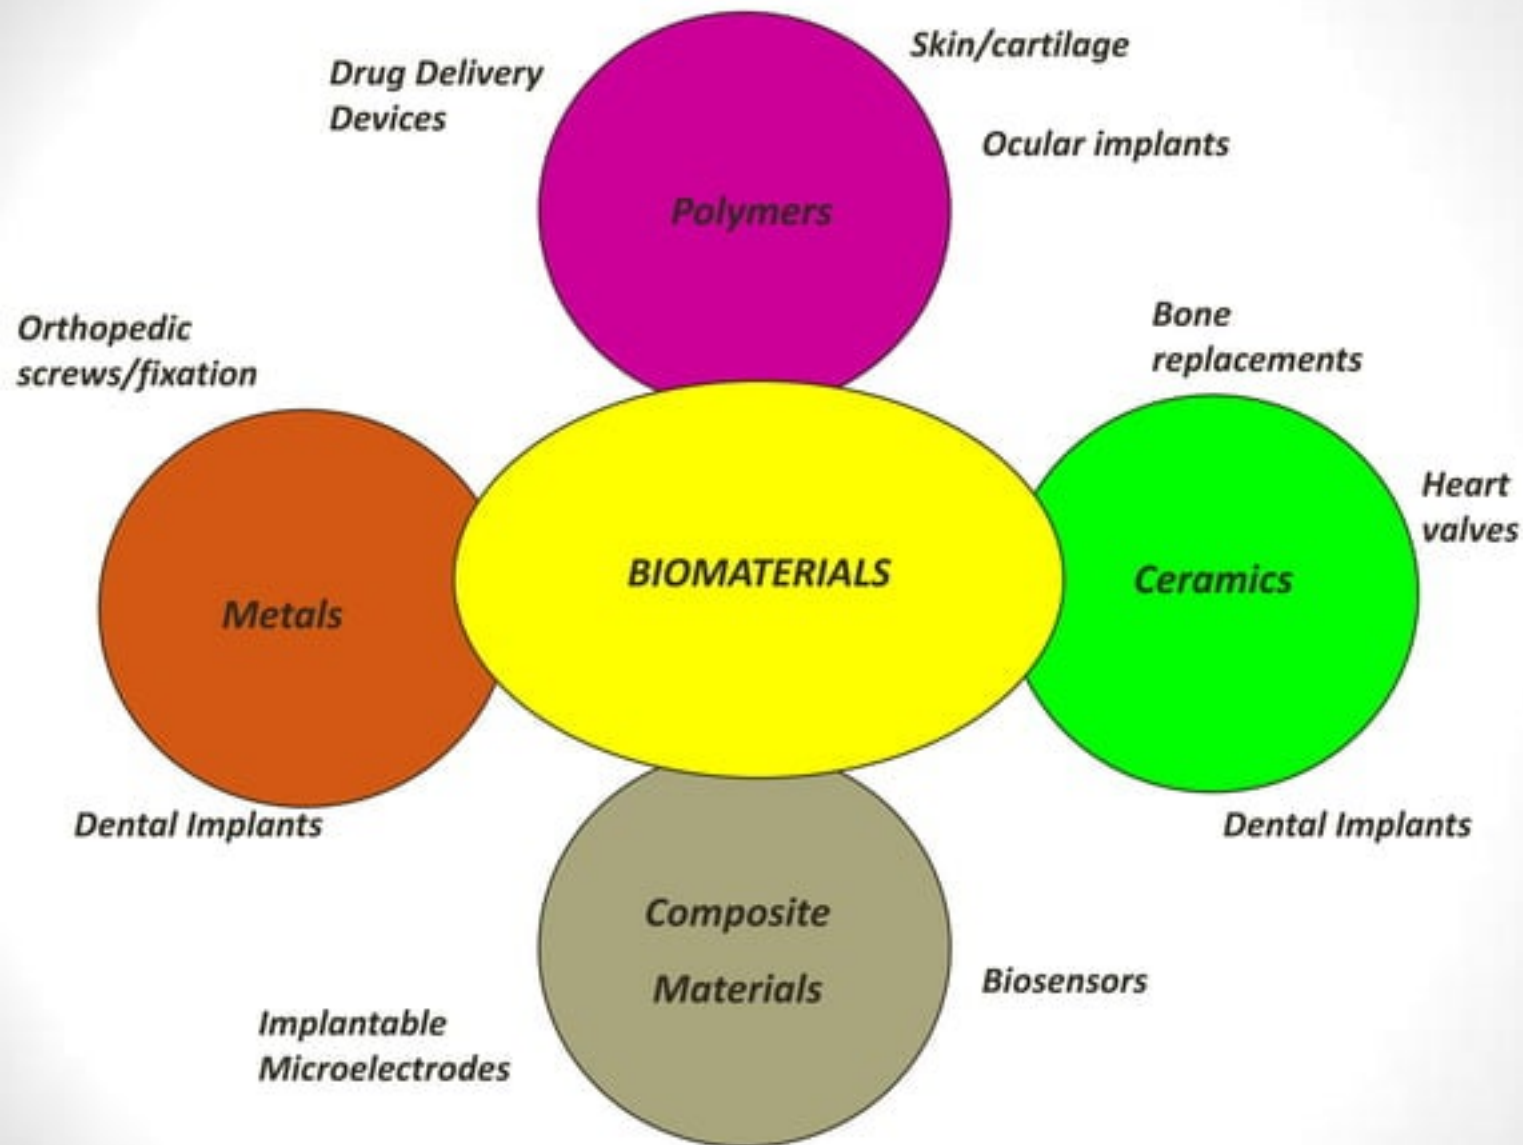 Skin/cartilage
Drug Delivery
Devices
Ocular implants
Polymers
Orthopedic
screws/fixation
Bone
replacements
Heart
valves
BIOMATERIALS
Ceramics
Metals
Dental Implants
Dental Implants
Composite
Materials
Biosensors
Implantable
Microelectrodes